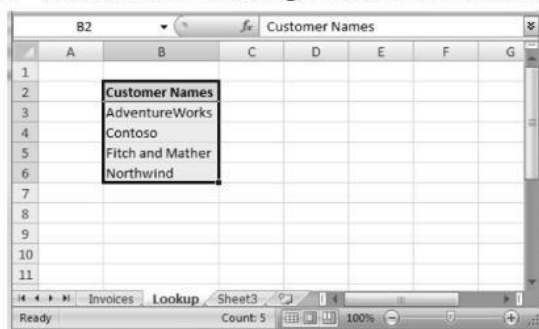 B2 fx Customer Names
A B C D E F G
1
2 Customer Names
3 AdventureWorks
4 Contoso
5 Fitch and Mather
6 Northwind
7
8
9
10
11
Invoices Lookup Sheet3
Ready Count: 5 100%